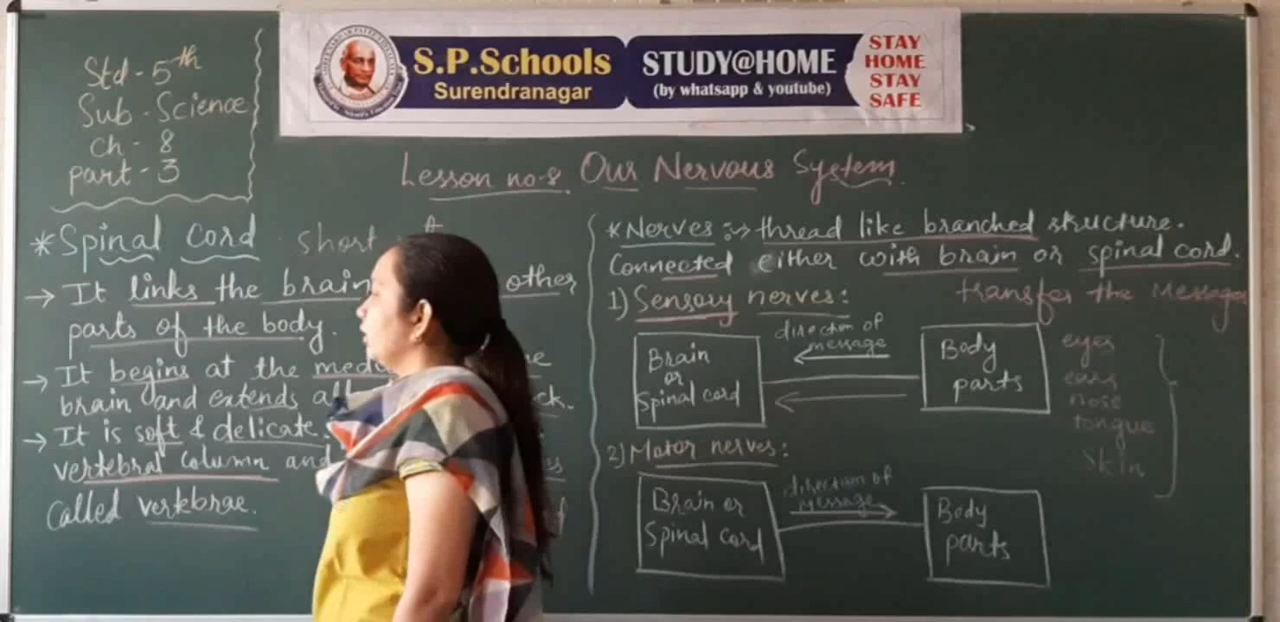 Std - 5th
Sub - Science
ch - 8
part - 3
S.P.Schools
Surendranagar
STUDY@HOME
(by whatsapp & youtube)
STAY
HOME
STAY
SAFE
Lesson no-8. Our Nervous System
* Spinal cord short
→ It links the brain other
parts of the body.
→ It begins at the
brain and extends
→ It is soft & delicate.
vertebral column and
called vertebrae.
* Nerves :→ thread like branched structure.
Connected either with brain or spinal cord.
1) Sensory nerves: transfer the Messages
direction of
message
Brain
or
Spinal cord
Body
parts
eyes
ears
nose
tongue
Skin
2) Motor nerves:
direction of
message
Brain or
Spinal cord
Body
parts